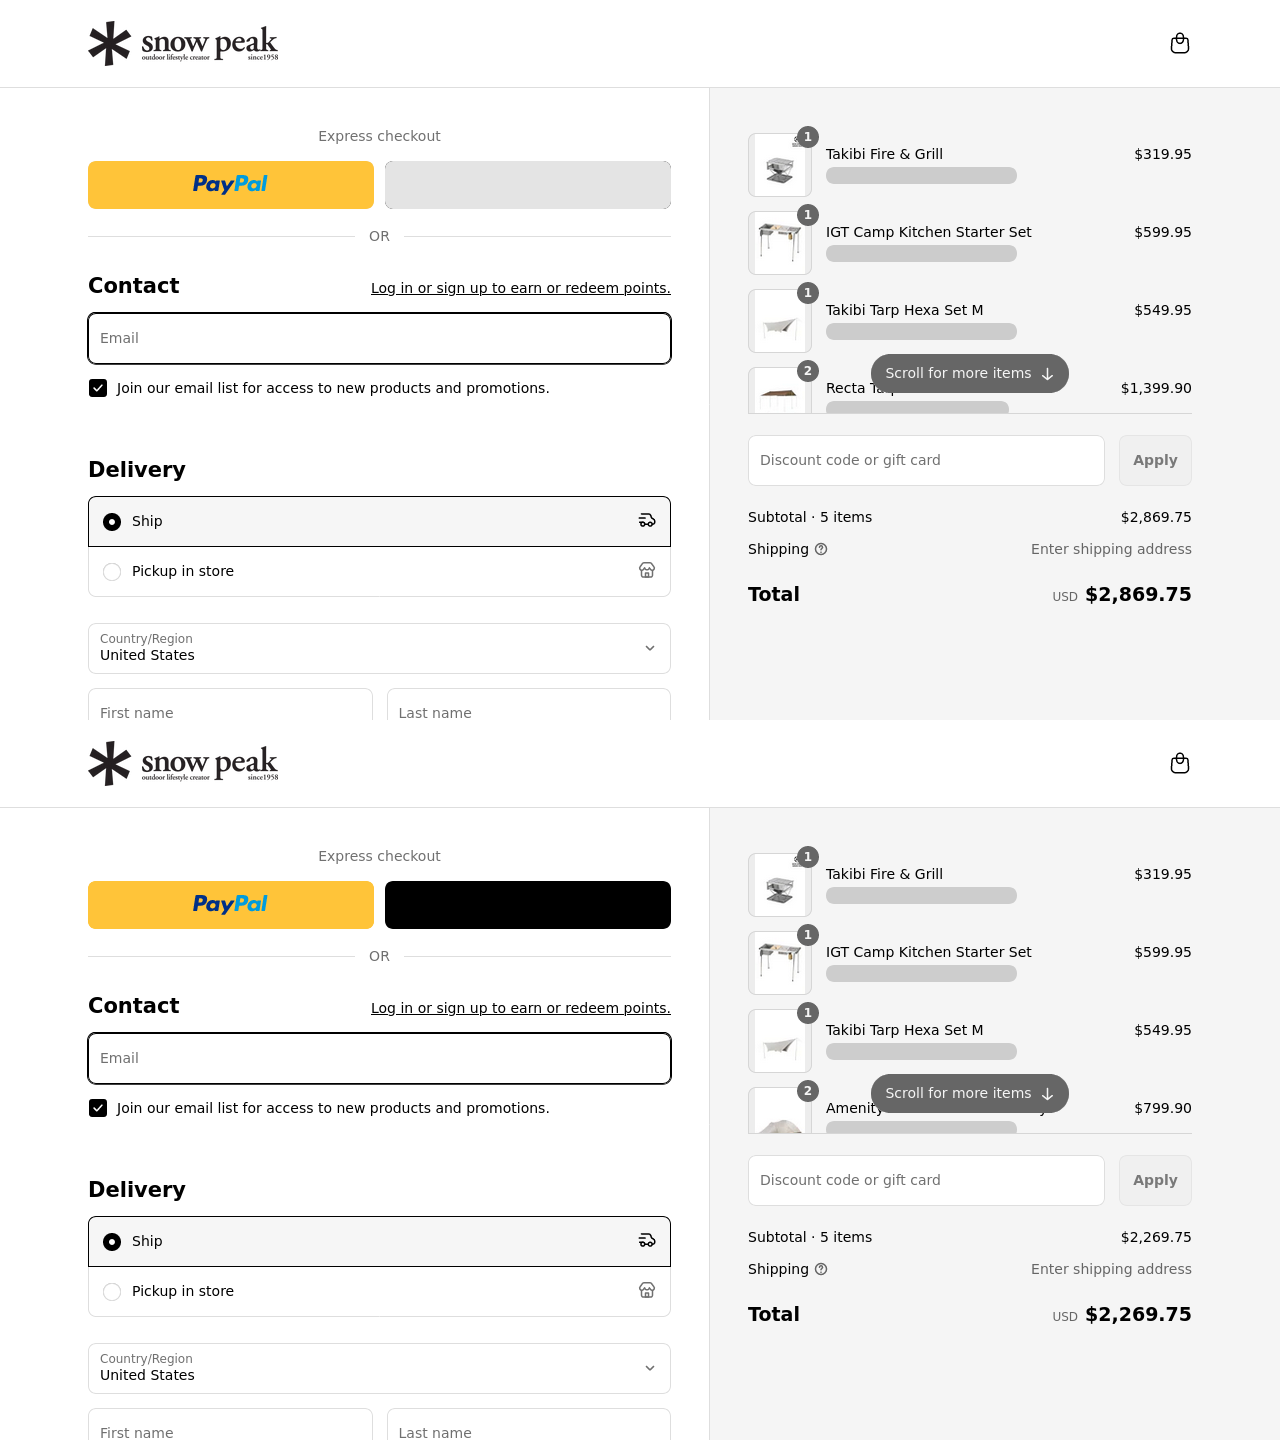 snow peak
outdoor lifestyle creator since1958
Express checkout
PayPal
OR
Contact
Log in or sign up to earn or redeem points.
Email
Join our email list for access to new products and promotions.
Delivery
Ship
Pickup in store
Country/Region
United States
First name Last name
1
Takibi Fire & Grill $319.95
1
IGT Camp Kitchen Starter Set $599.95
1
Takibi Tarp Hexa Set M $549.95
2
Recta $1,399.90
Scroll for more items
Discount code or gift card Apply
Subtotal · 5 items $2,869.75
Shipping Enter shipping address
Total USD $2,869.75
snow peak
outdoor lifestyle creator since1958
Express checkout
PayPal
OR
Contact
Log in or sign up to earn or redeem points.
Email
Join our email list for access to new products and promotions.
Delivery
Ship
Pickup in store
Country/Region
United States
First name Last name
1
Takibi Fire & Grill $319.95
1
IGT Camp Kitchen Starter Set $599.95
1
Takibi Tarp Hexa Set M $549.95
2
Amenity $799.90
Scroll for more items
Discount code or gift card Apply
Subtotal · 5 items $2,269.75
Shipping Enter shipping address
Total USD $2,269.75